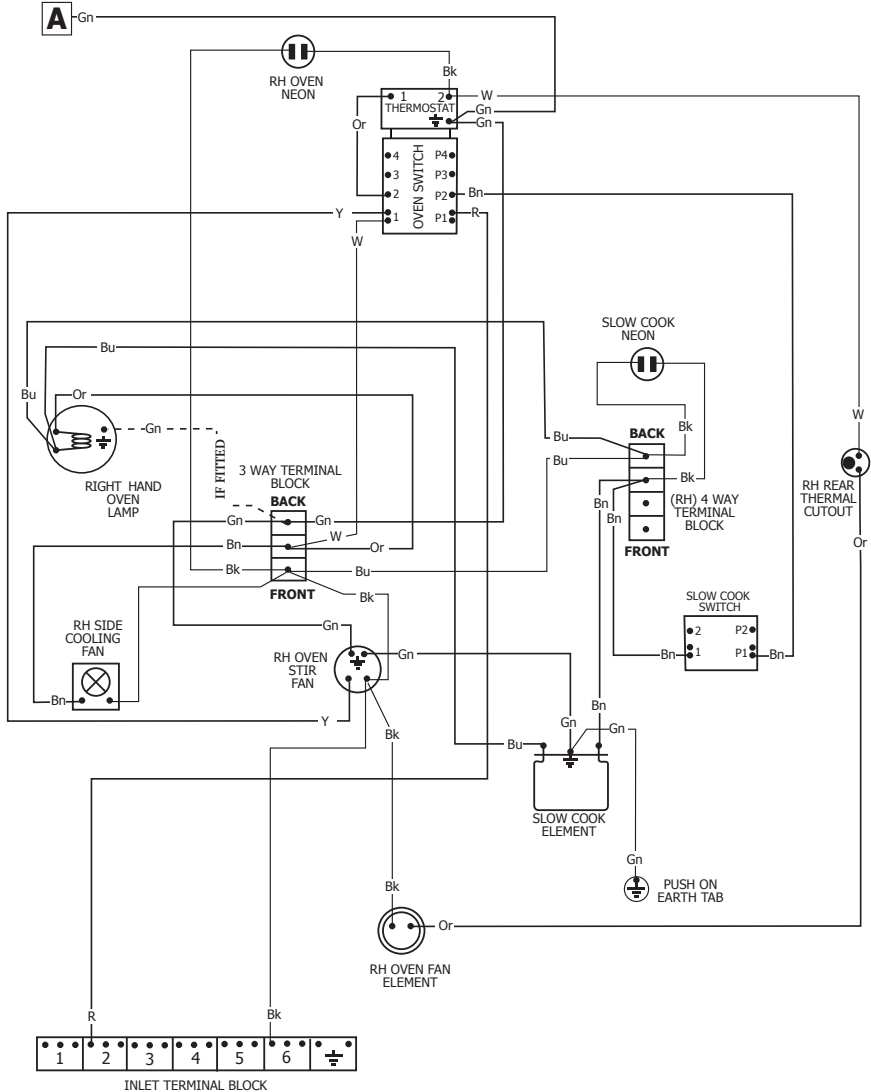 A
Gn
RH OVEN
NEON
Bk
1
2
THERMOSTAT
W
Gn
Gn
Or
OVEN SWITCH
4
3
2
1
P4
P3
P2
P1
Bn
R
Y
W
SLOW COOK
NEON
Bu
Bu
Or
Gn
IF FITTED
RIGHT HAND
OVEN
LAMP
3 WAY TERMINAL
BLOCK
BACK
Gn
Gn
W
Bn
Or
Bk
Bu
FRONT
Bk
Bu
Bu
BACK
Bk
Bk
Bn
Bn
(RH) 4 WAY
TERMINAL
BLOCK
FRONT
W
RH REAR
THERMAL
CUTOUT
Or
SLOW COOK
SWITCH
2
1
P2
P1
Bn
Bn
RH SIDE
COOLING
FAN
Bn
Gn
RH OVEN
STIR
FAN
Gn
Y
Bk
Bn
Gn
Gn
Bu
SLOW COOK
ELEMENT
Gn
PUSH ON
EARTH TAB
Bk
Or
RH OVEN FAN
ELEMENT
R
Bk
1
2
3
4
5
6
INLET TERMINAL BLOCK